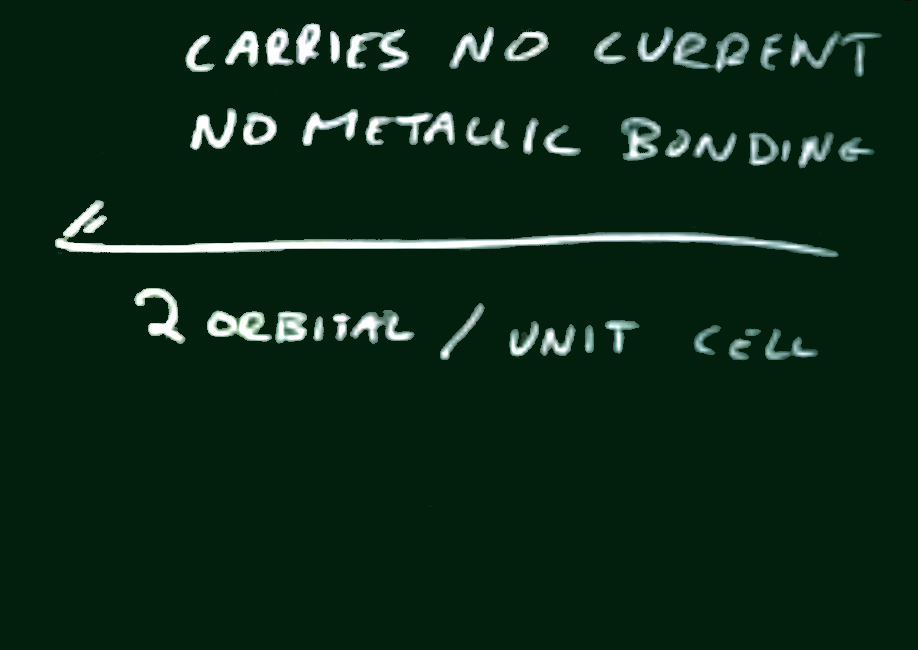 CARRIES NO CURRENT
NO METALLIC BONDING
2 ORBITAL / UNIT CELL